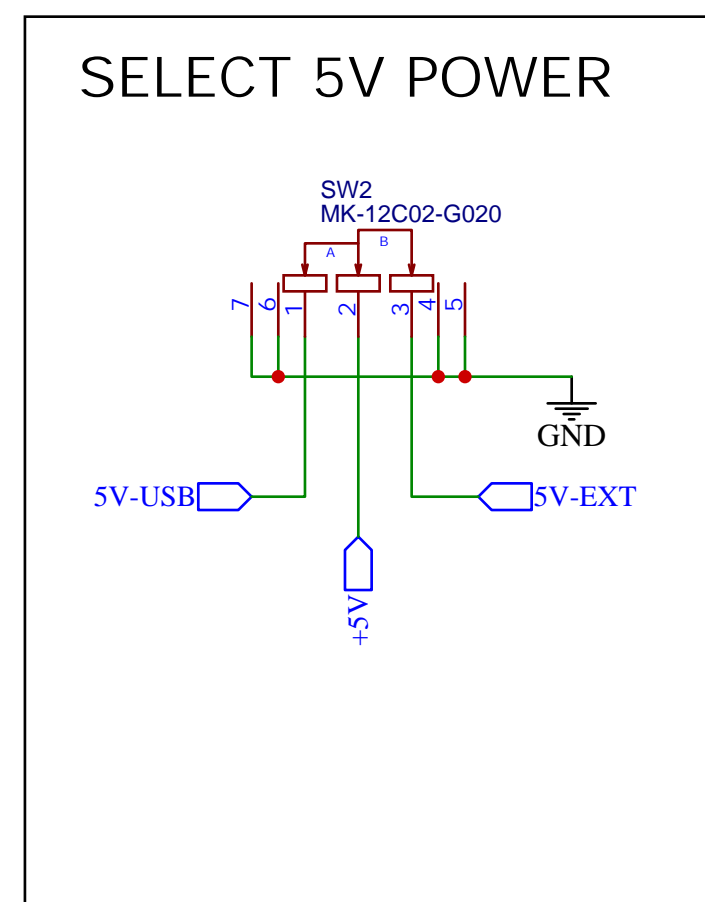 SELECT 5V POWER
SW2
MK-12C02-G020
A
B
7
6
1
2
3
4
5
GND
5V-USB
5V-EXT
+5V